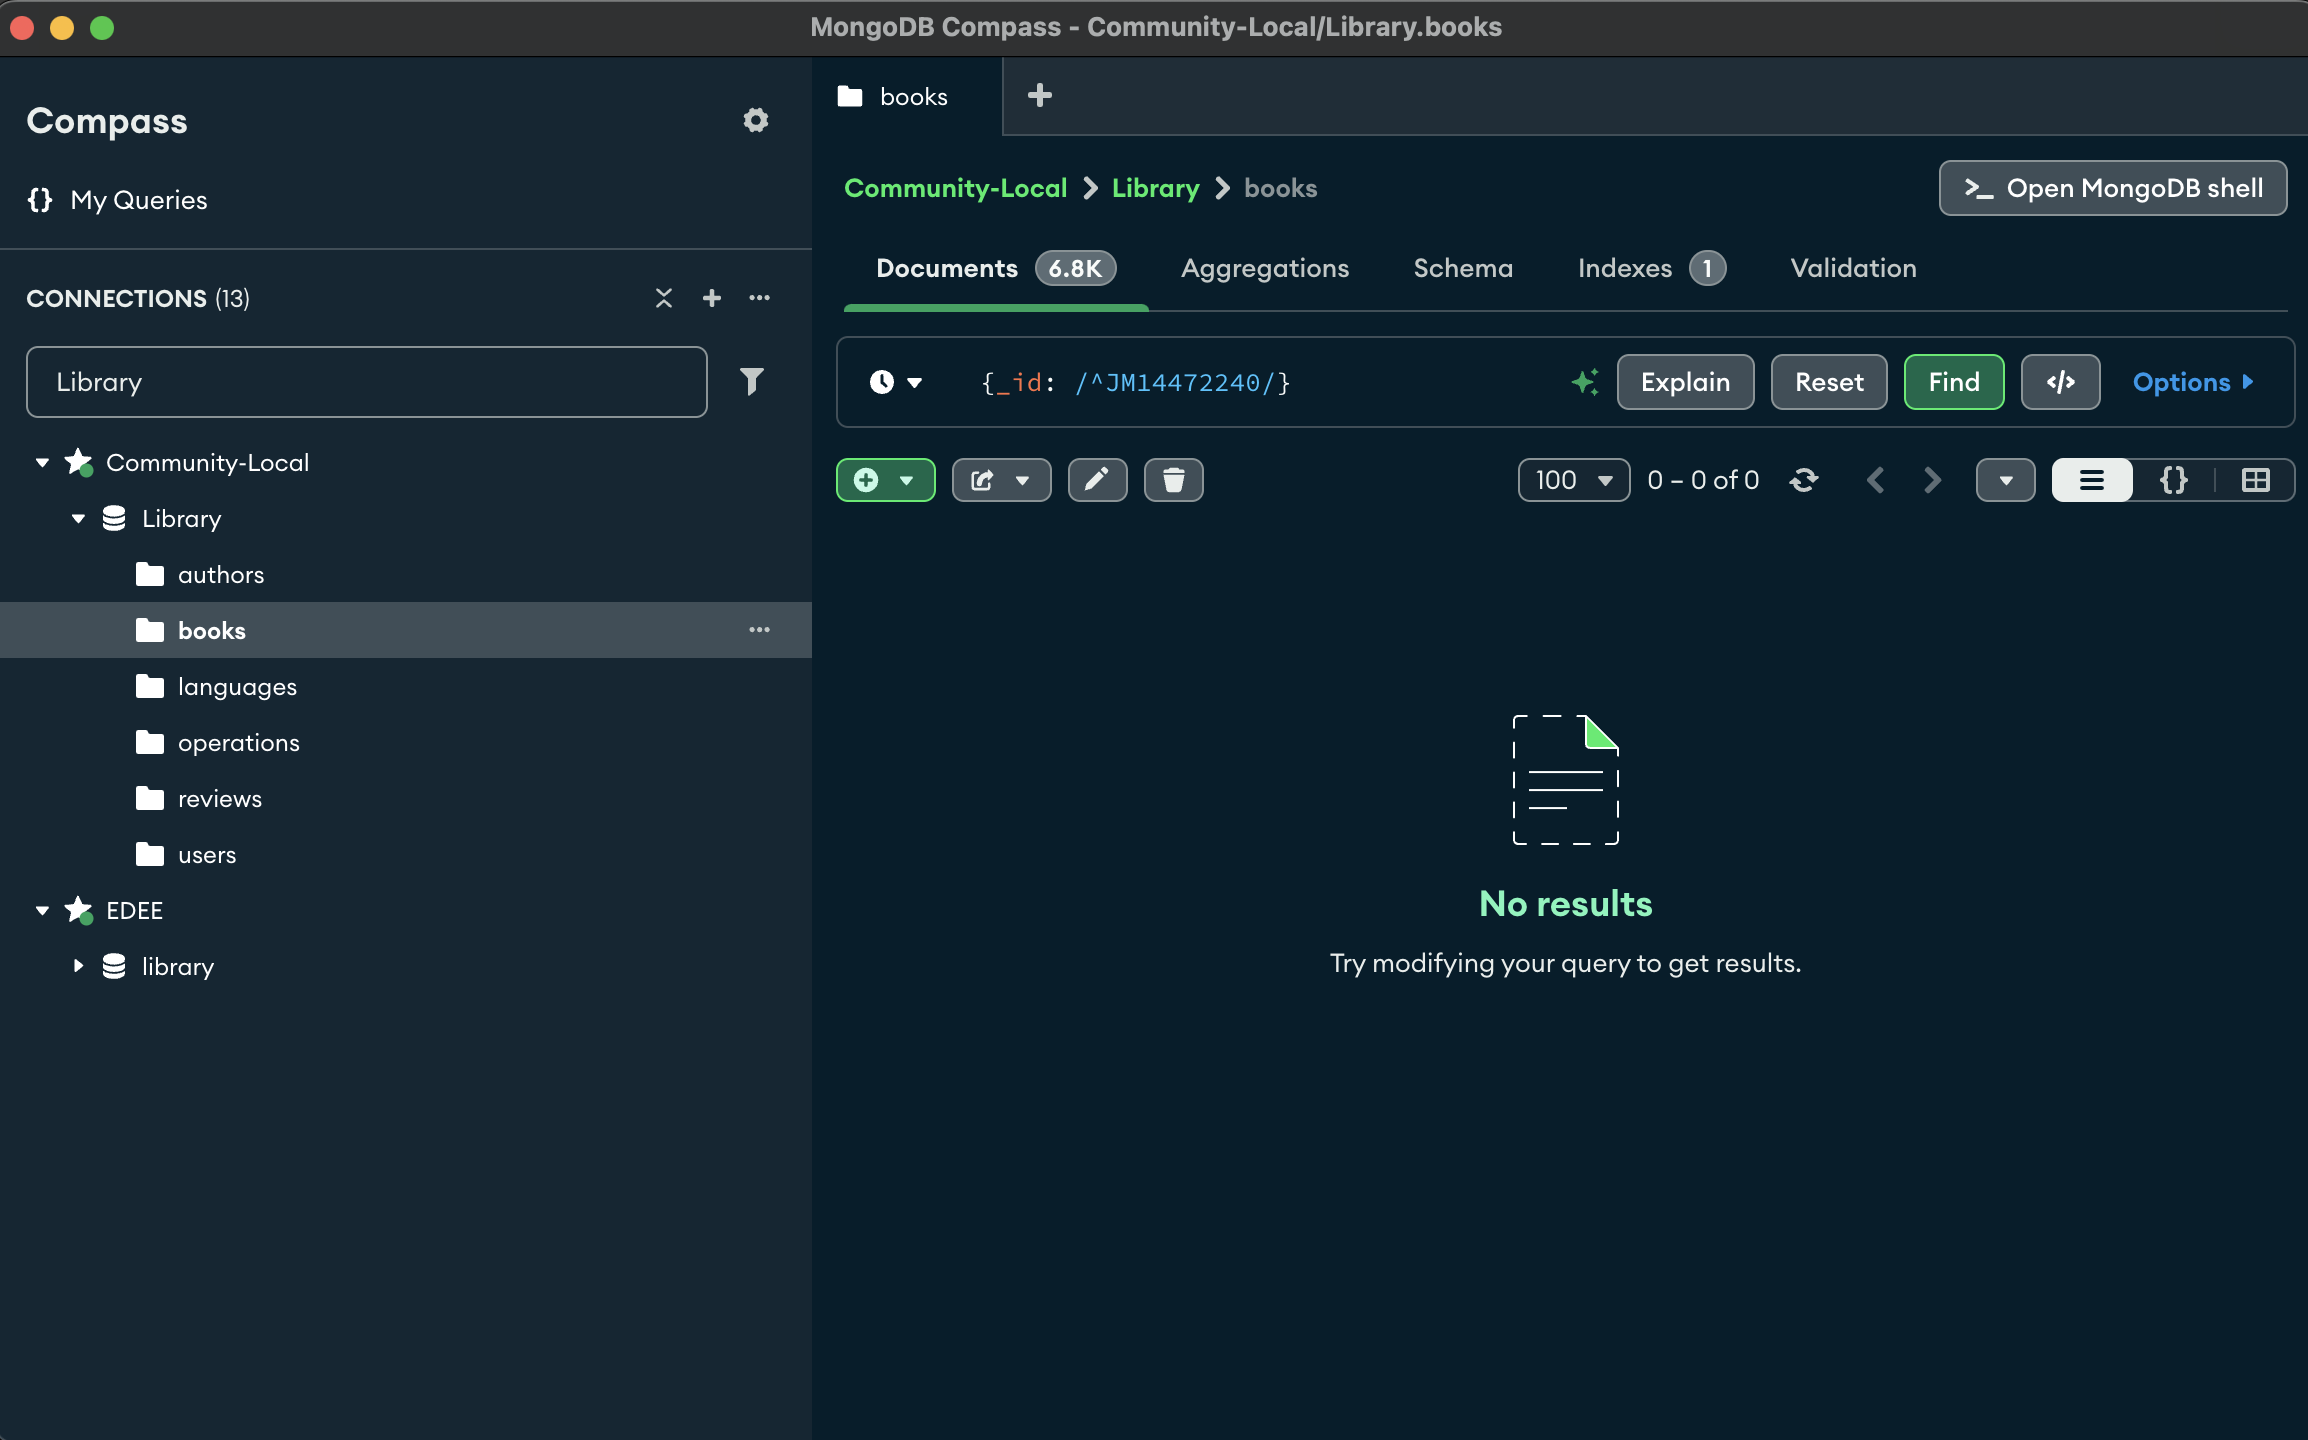 MongoDB Compass - Community-Local/Library.books
Compass
My Queries
CONNECTIONS (13)
Library
Community-Local
Library
authors
books
languages
operations
reviews
users
EDEE
library
books
Community-Local > Library > books
>_ Open MongoDB shell
Documents 6.8K Aggregations Schema Indexes 1 Validation
{_id: /^JM14472240/}
Explain Reset Find </> Options
100 0 – 0 of 0 {}
No results
Try modifying your query to get results.